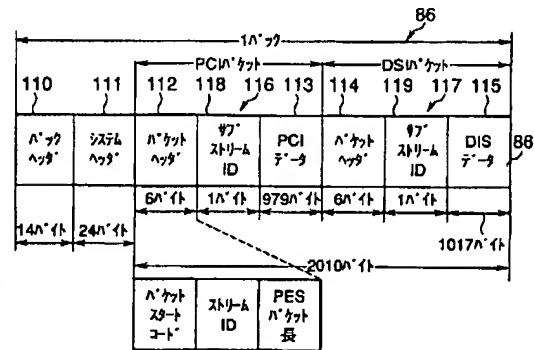 1パック 86
PCIパケット DSIパケット
110 111 112 118 116 113 114 119 117 115
パック
ヘッダ
システム
ヘッダ
パケット
ヘッダ
サブ
ストリーム
ID
PCI
データ
パケット
ヘッダ
サブ
ストリーム
ID
DIS
データ
86
14バイト 24バイト 6バイト 1バイト 979バイト 6バイト 1バイト 1017バイト
2010バイト
パケット
スタート
コード
ストリーム
ID
PES
パケット
長